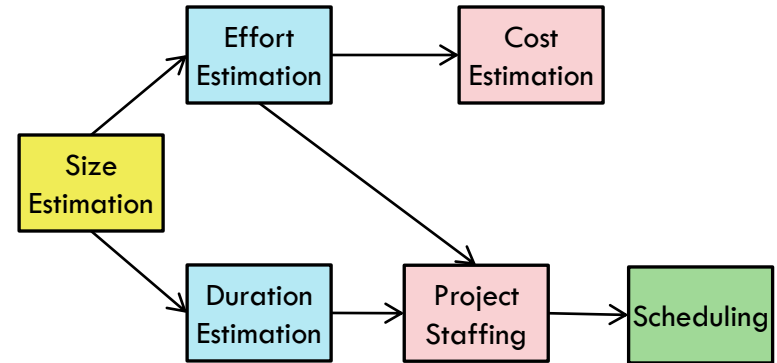 Effort
Estimation
Cost
Estimation
Size
Estimation
Duration
Estimation
Project
Staffing
Scheduling